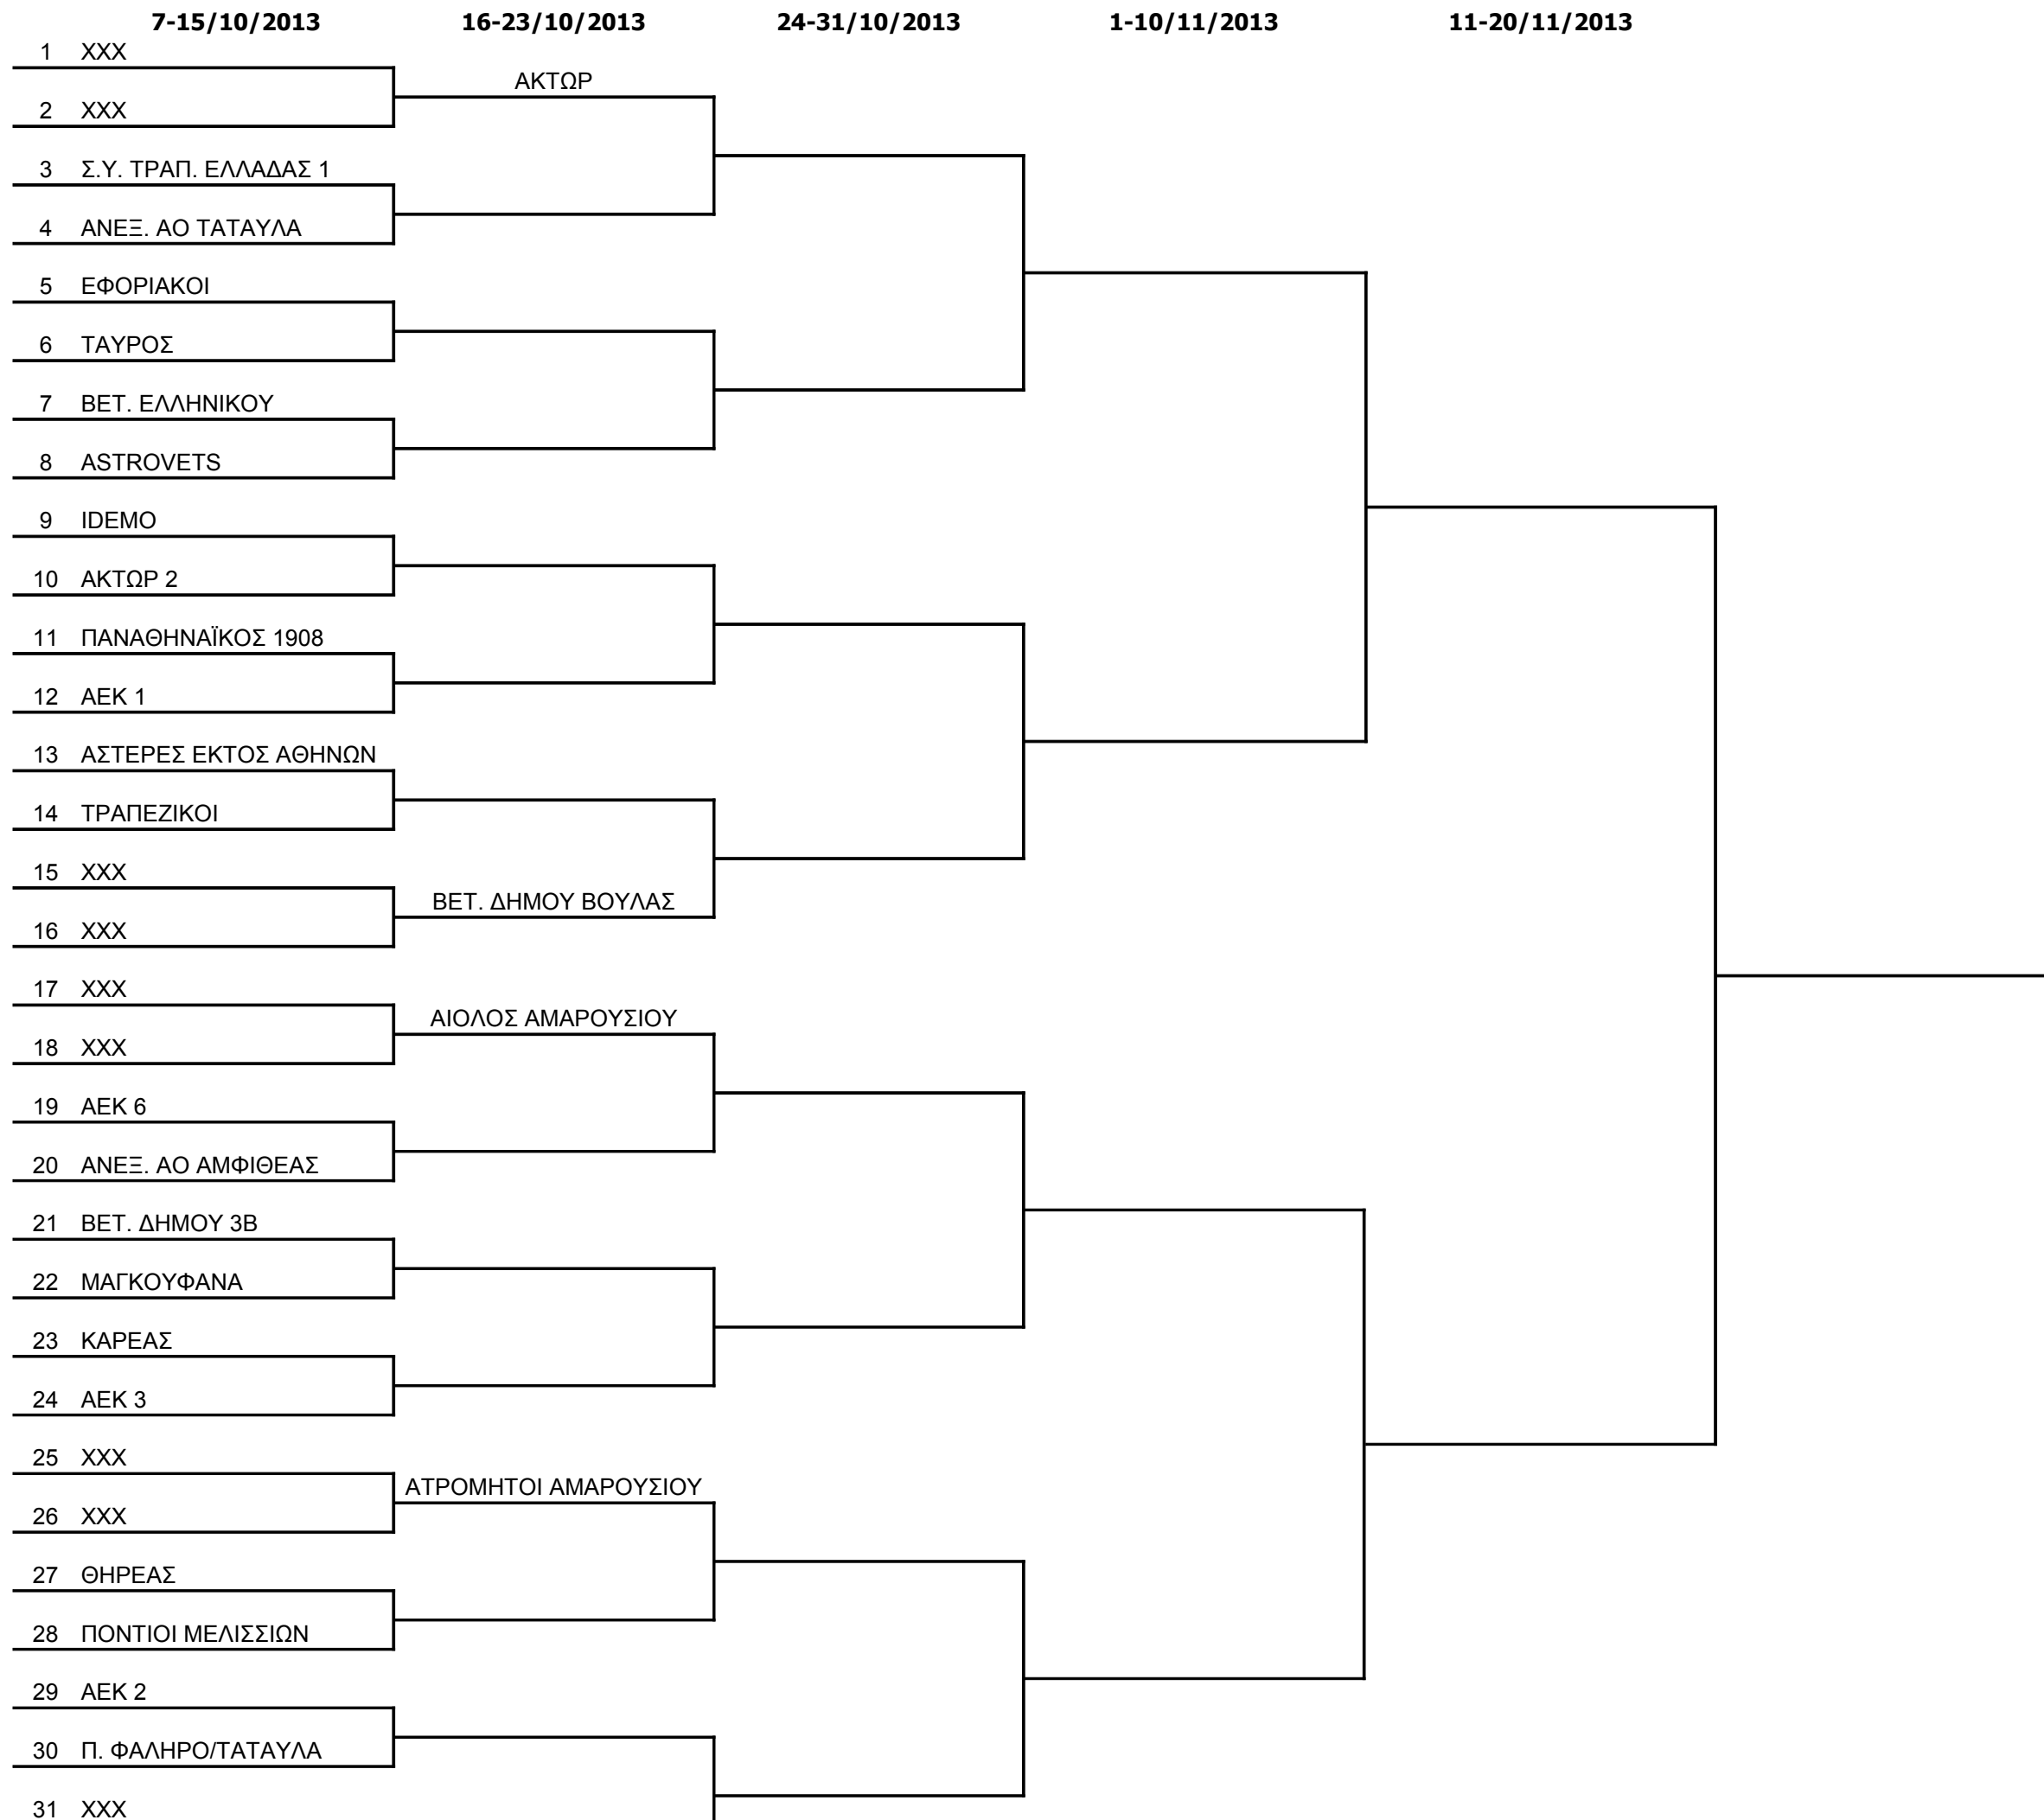 7-15/10/2013 16-23/10/2013 24-31/10/2013 1-10/11/2013 11-20/11/2013
1 XXX
ΑΚΤΩΡ
2 XXX
3 Σ.Υ. ΤΡΑΠ. ΕΛΛΑΔΑΣ 1
4 ΑΝΕΞ. ΑΟ ΤΑΤΑΥΛΑ
5 ΕΦΟΡΙΑΚΟΙ
6 ΤΑΥΡΟΣ
7 ΒΕΤ. ΕΛΛΗΝΙΚΟΥ
8 ASTROVETS
9 IDEMO
10 ΑΚΤΩΡ 2
11 ΠΑΝΑΘΗΝΑΪΚΟΣ 1908
12 ΑΕΚ 1
13 ΑΣΤΕΡΕΣ ΕΚΤΟΣ ΑΘΗΝΩΝ
14 ΤΡΑΠΕΖΙΚΟΙ
15 XXX
ΒΕΤ. ΔΗΜΟΥ ΒΟΥΛΑΣ
16 XXX
17 XXX
ΑΙΟΛΟΣ ΑΜΑΡΟΥΣΙΟΥ
18 XXX
19 ΑΕΚ 6
20 ΑΝΕΞ. ΑΟ ΑΜΦΙΘΕΑΣ
21 ΒΕΤ. ΔΗΜΟΥ 3Β
22 ΜΑΓΚΟΥΦΑΝΑ
23 ΚΑΡΕΑΣ
24 ΑΕΚ 3
25 XXX
ΑΤΡΟΜΗΤΟΙ ΑΜΑΡΟΥΣΙΟΥ
26 XXX
27 ΘΗΡΕΑΣ
28 ΠΟΝΤΙΟΙ ΜΕΛΙΣΣΙΩΝ
29 ΑΕΚ 2
30 Π. ΦΑΛΗΡΟ/ΤΑΤΑΥΛΑ
31 XXX